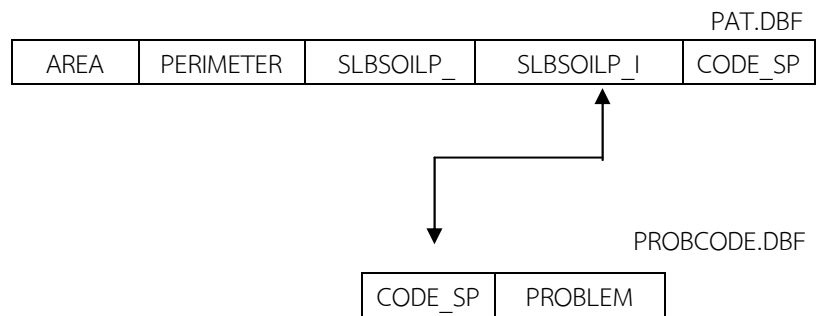 PAT.DBF
AREA PERIMETER SLBSOILP_ SLBSOILP_I CODE_SP
PROBCODE.DBF
CODE_SP PROBLEM